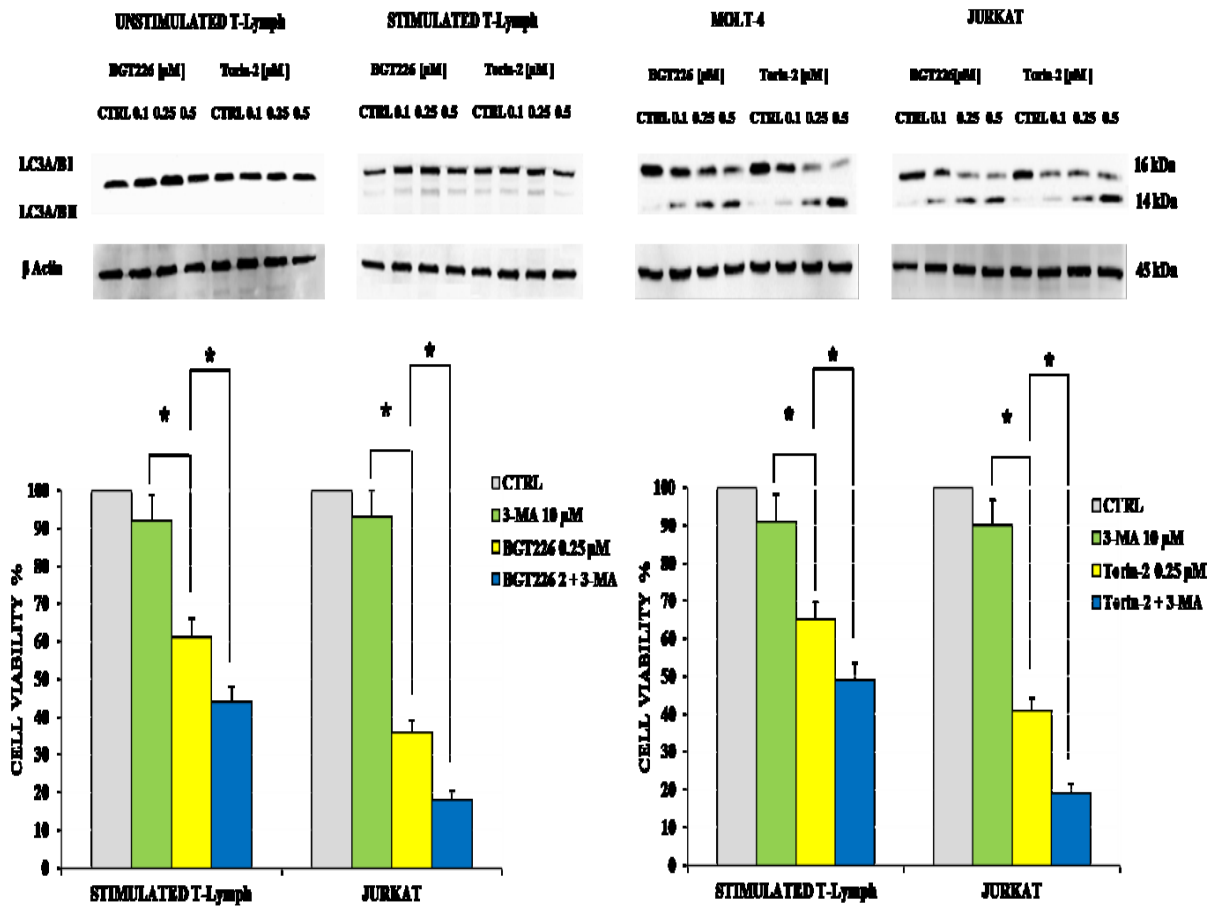 UNSTIMULATED T-Lymph STIMULATED T-Lymph MOLT-4 JURKAT
BGT226 [µM] Torin-2 [µM] BGT226 [µM] Torin-2 [µM] BGT226 [µM] Torin-2 [µM] BGT226[µM] Torin-2 [µM]
CTRL 0.1 0.25 0.5 CTRL 0.1 0.25 0.5 CTRL 0.1 0.25 0.5 CTRL 0.1 0.25 0.5 CTRL 0.1 0.25 0.5 CTRL 0.1 0.25 0.5 CTRL 0.1 0.25 0.5 CTRL 0.1 0.25 0.5
LC3A/B I 16 kDa
LC3A/B II 14 kDa
β Actin 45 kDa
* *
* *
CELL VIABILITY %
100
90
80
70
60
50
40
30
20
10
0
STIMULATED T-Lymph JURKAT
CTRL
3-MA 10 µM
BGT226 0.25 µM
BGT226 2 + 3-MA
* *
* *
CELL VIABILITY %
100
90
80
70
60
50
40
30
20
10
0
STIMULATED T-Lymph JURKAT
CTRL
3-MA 10 µM
Torin-2 0.25 µM
Torin-2 + 3-MA